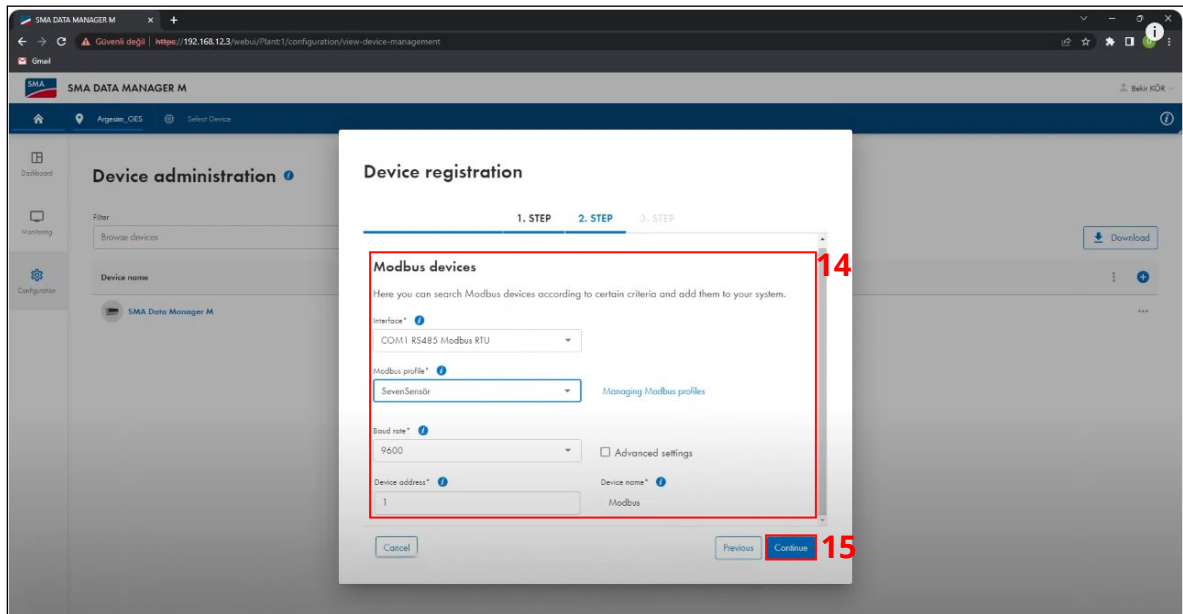 SMA DATA MANAGER M
Güvenli değil https://192.168.12.3/webui/Plant:1/configuration/view-device-management
Gmail
SMA
SMA DATA MANAGER M
Bekir KÖR
Argesim_GES
Select Device
Dashboard
Monitoring
Configuration
Device administration
Filter
Browse devices
Download
Device name
SMA Data Manager M
Device registration
1. STEP 2. STEP 3. STEP
14
Modbus devices
Here you can search Modbus devices according to certain criteria and add them to your system.
Interface*
COM1 RS485 Modbus RTU
Modbus profile*
SevenSensör
Managing Modbus profiles
Baud rate*
9600
Advanced settings
Device address*
Device name*
1
Modbus
Cancel
Previous
Continue
15